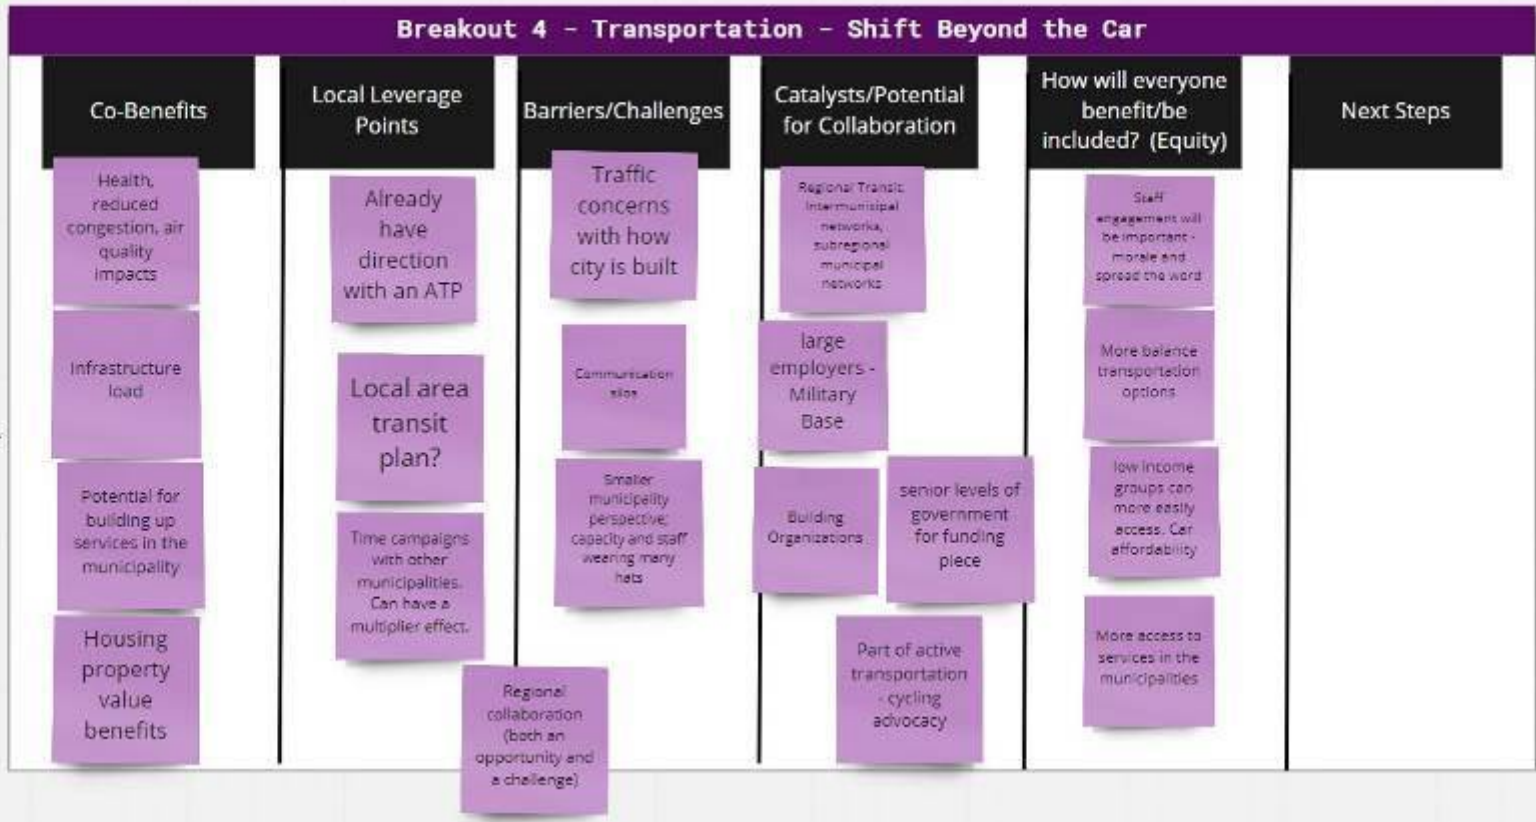 Breakout 4 - Transportation - Shift Beyond the Car
Co-Benefits
Health,
reduced
congestion, air
quality
impacts
Infrastructure
load
Potential for
building up
services in the
municipality
Housing
property
value
benefits
Local Leverage
Points
Already
have
direction
with an ATP
Local area
transit
plan?
Time campaigns
with other
municipalities.
Can have a
multiplier effect.
Regional
collaboration
(both an
opportunity and
a challenge)
Barriers/Challenges
Traffic
concerns
with how
city is built
Communication
silos
Smaller
municipality
perspective;
capacity and staff
wearing many
hats
Catalysts/Potential
for Collaboration
Regional Transit,
Intermunicipal
networks,
subregional
municipal
networks
large
employers -
Military
Base
Building
Organizations
senior levels of
government
for funding
piece
Part of active
transportation
- cycling
advocacy
How will everyone
benefit/be
included? (Equity)
Staff
engagement will
be important -
morale and
spread the word
More balance
transportation
options
low income
groups can
more easily
access. Car
affordability
More access to
services in the
municipalities
Next Steps